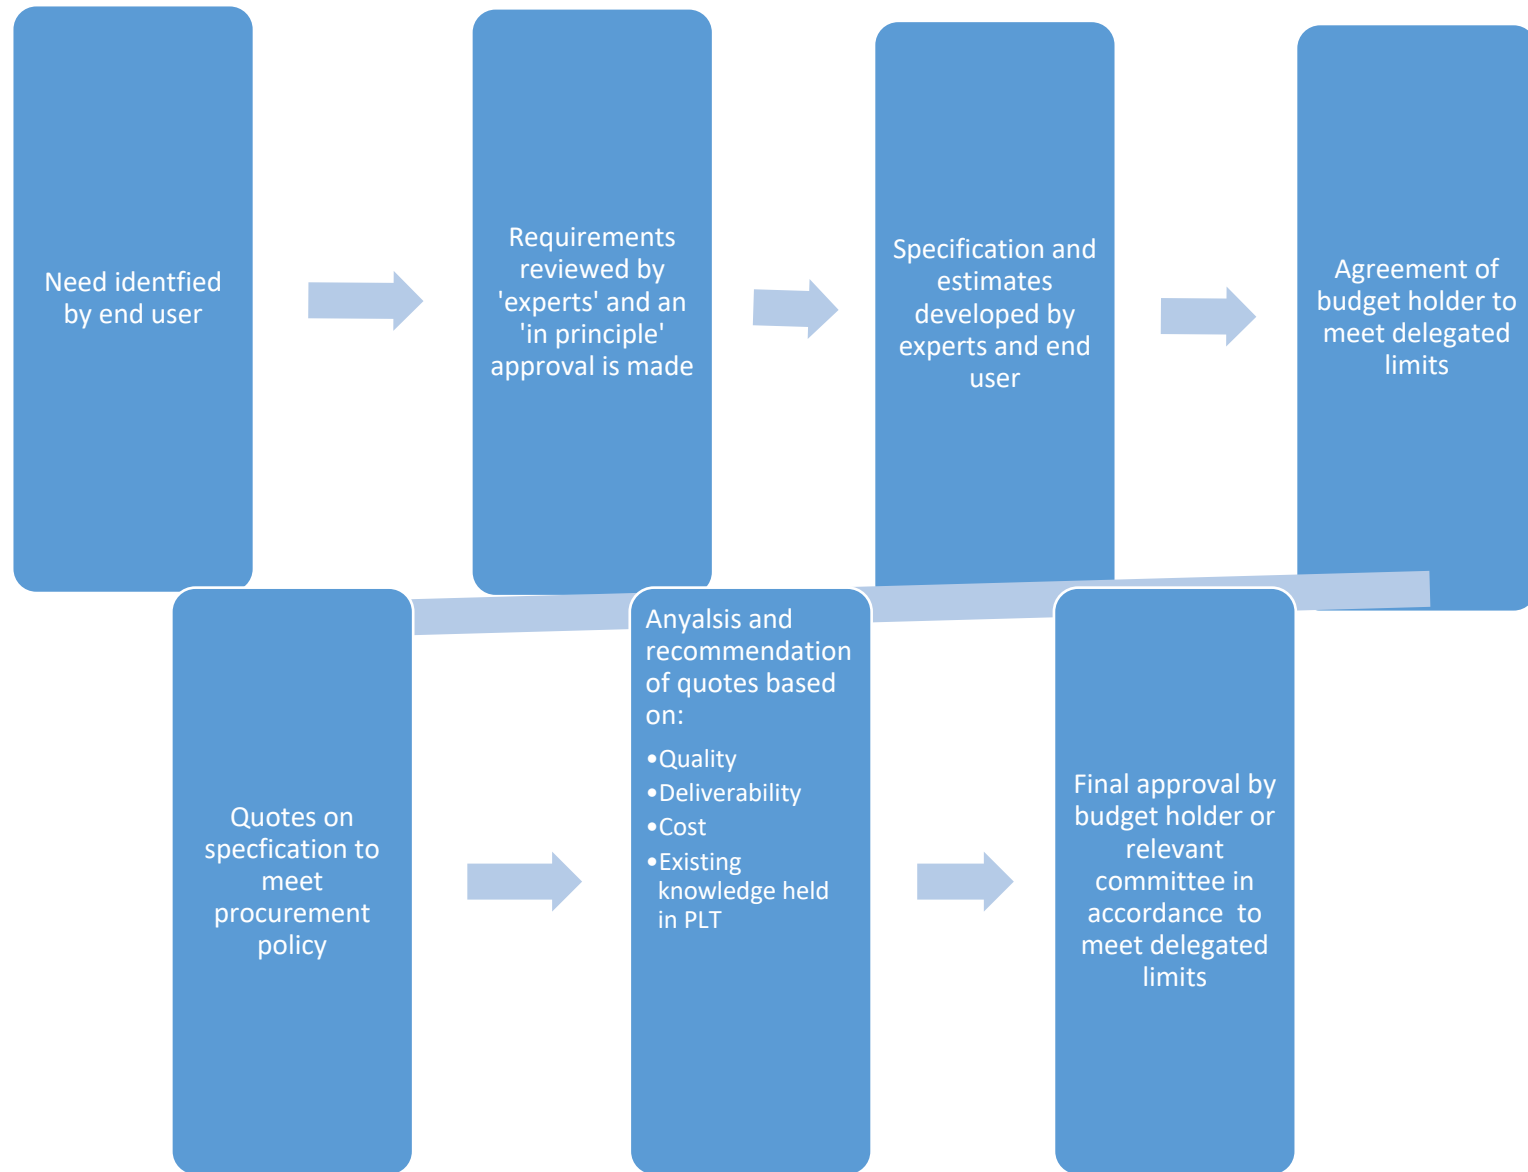 Need identfied
by end user
Requirements
reviewed by
'experts' and an
'in principle'
approval is made
Specification and
estimates
developed by
experts and end
user
Agreement of
budget holder to
meet delegated
limits
Quotes on
specfication to
meet
procurement
policy
Anyalsis and
recommendation
of quotes based
on:
•Quality
•Deliverability
•Cost
•Existing
knowledge held
in PLT
Final approval by
budget holder or
relevant
committee in
accordance  to
meet delegated
limits